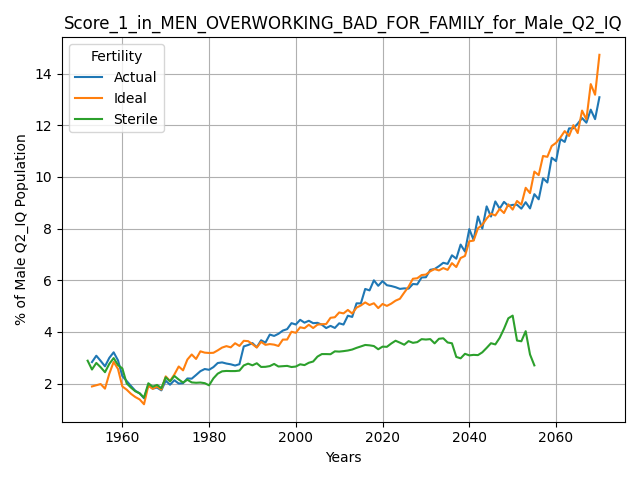 Score_1_in_MEN_OVERWORKING_BAD_FOR_FAMILY_for_Male_Q2_IQ
Fertility
Actual
Ideal
Sterile
% of Male Q2_IQ Population
14
12
10
8
6
4
2
1960
1980
2000
2020
2040
2060
Years